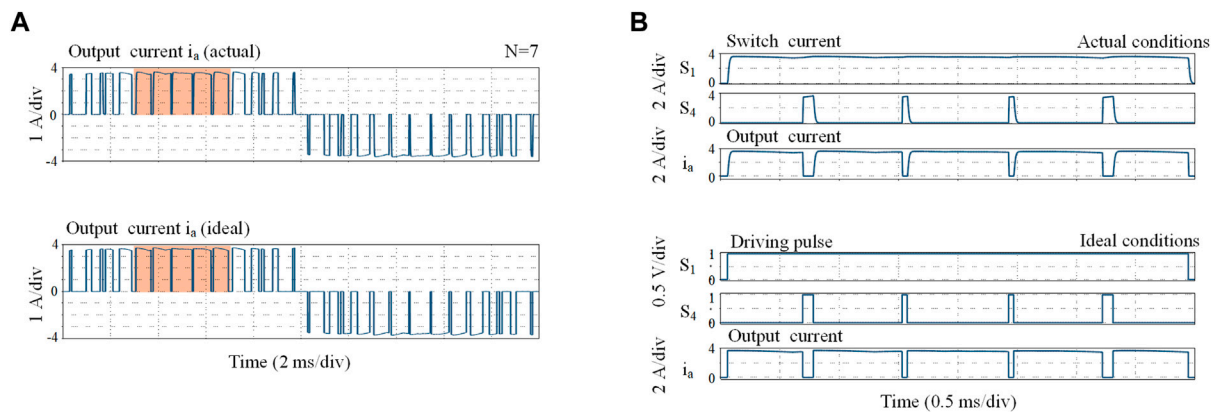 A
Output current ia (actual) N=7
4
0
-4
1 A/div
Output current ia (ideal)
4
0
-4
1 A/div
Time (2 ms/div)
B
Switch current Actual conditions
S1
4
0
2 A/div
S4
4
0
Output current
ia
4
0
2 A/div
Driving pulse Ideal conditions
S1
1
0
0.5 V/div
S4
1
0
Output current
ia
4
0
2 A/div
Time (0.5 ms/div)